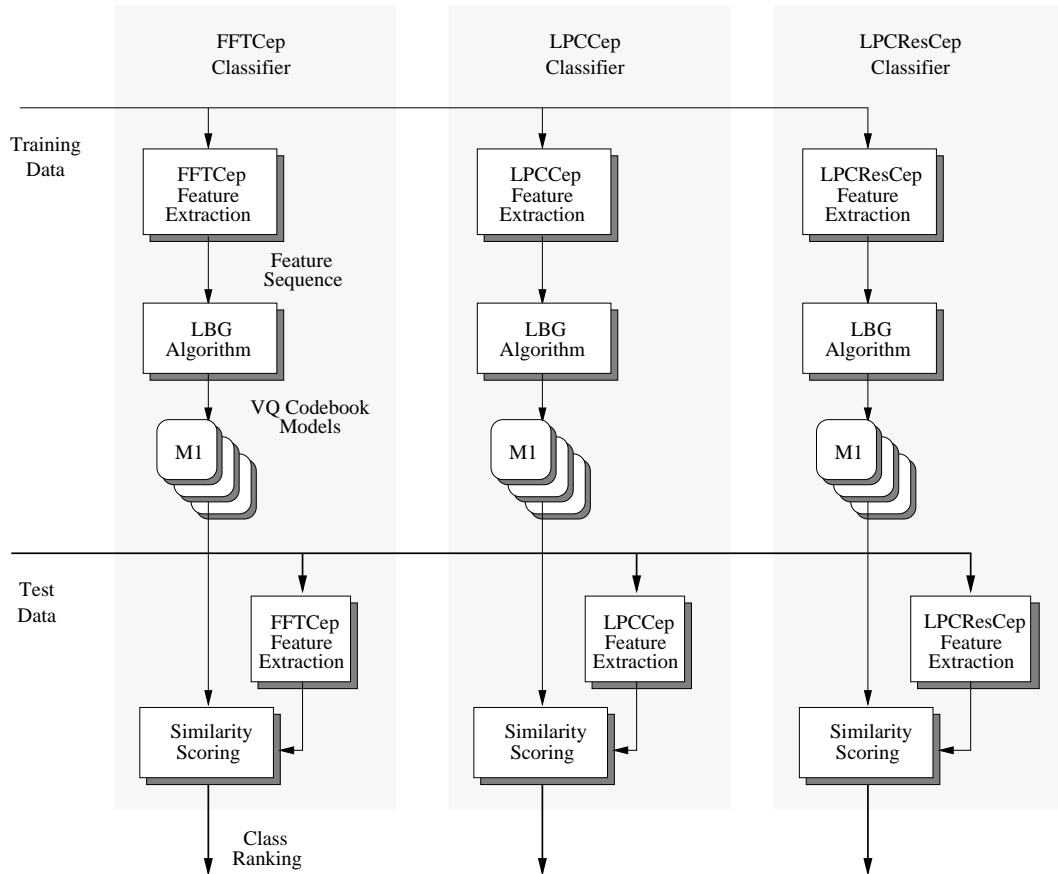 FFTCep
Classifier
LPCCep
Classifier
LPCResCep
Classifier
Training
Data
FFTCep
Feature
Extraction
LPCCep
Feature
Extraction
LPCResCep
Feature
Extraction
Feature
Sequence
LBG
Algorithm
LBG
Algorithm
LBG
Algorithm
VQ Codebook
Models
M1
M1
M1
Test
Data
FFTCep
Feature
Extraction
LPCCep
Feature
Extraction
LPCResCep
Feature
Extraction
Similarity
Scoring
Similarity
Scoring
Similarity
Scoring
Class
Ranking